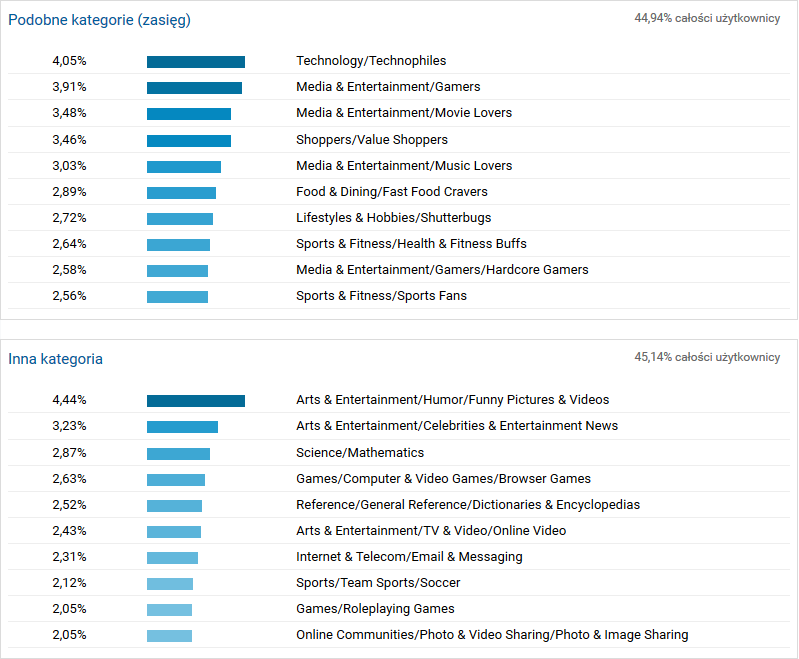 Podobne kategorie (zasięg) 44,94% całości użytkownicy
4,05% Technology/Technophiles
3,91% Media & Entertainment/Gamers
3,48% Media & Entertainment/Movie Lovers
3,46% Shoppers/Value Shoppers
3,03% Media & Entertainment/Music Lovers
2,89% Food & Dining/Fast Food Cravers
2,72% Lifestyles & Hobbies/Shutterbugs
2,64% Sports & Fitness/Health & Fitness Buffs
2,58% Media & Entertainment/Gamers/Hardcore Gamers
2,56% Sports & Fitness/Sports Fans
Inna kategoria 45,14% całości użytkownicy
4,44% Arts & Entertainment/Humor/Funny Pictures & Videos
3,23% Arts & Entertainment/Celebrities & Entertainment News
2,87% Science/Mathematics
2,63% Games/Computer & Video Games/Browser Games
2,52% Reference/General Reference/Dictionaries & Encyclopedias
2,43% Arts & Entertainment/TV & Video/Online Video
2,31% Internet & Telecom/Email & Messaging
2,12% Sports/Team Sports/Soccer
2,05% Games/Roleplaying Games
2,05% Online Communities/Photo & Video Sharing/Photo & Image Sharing